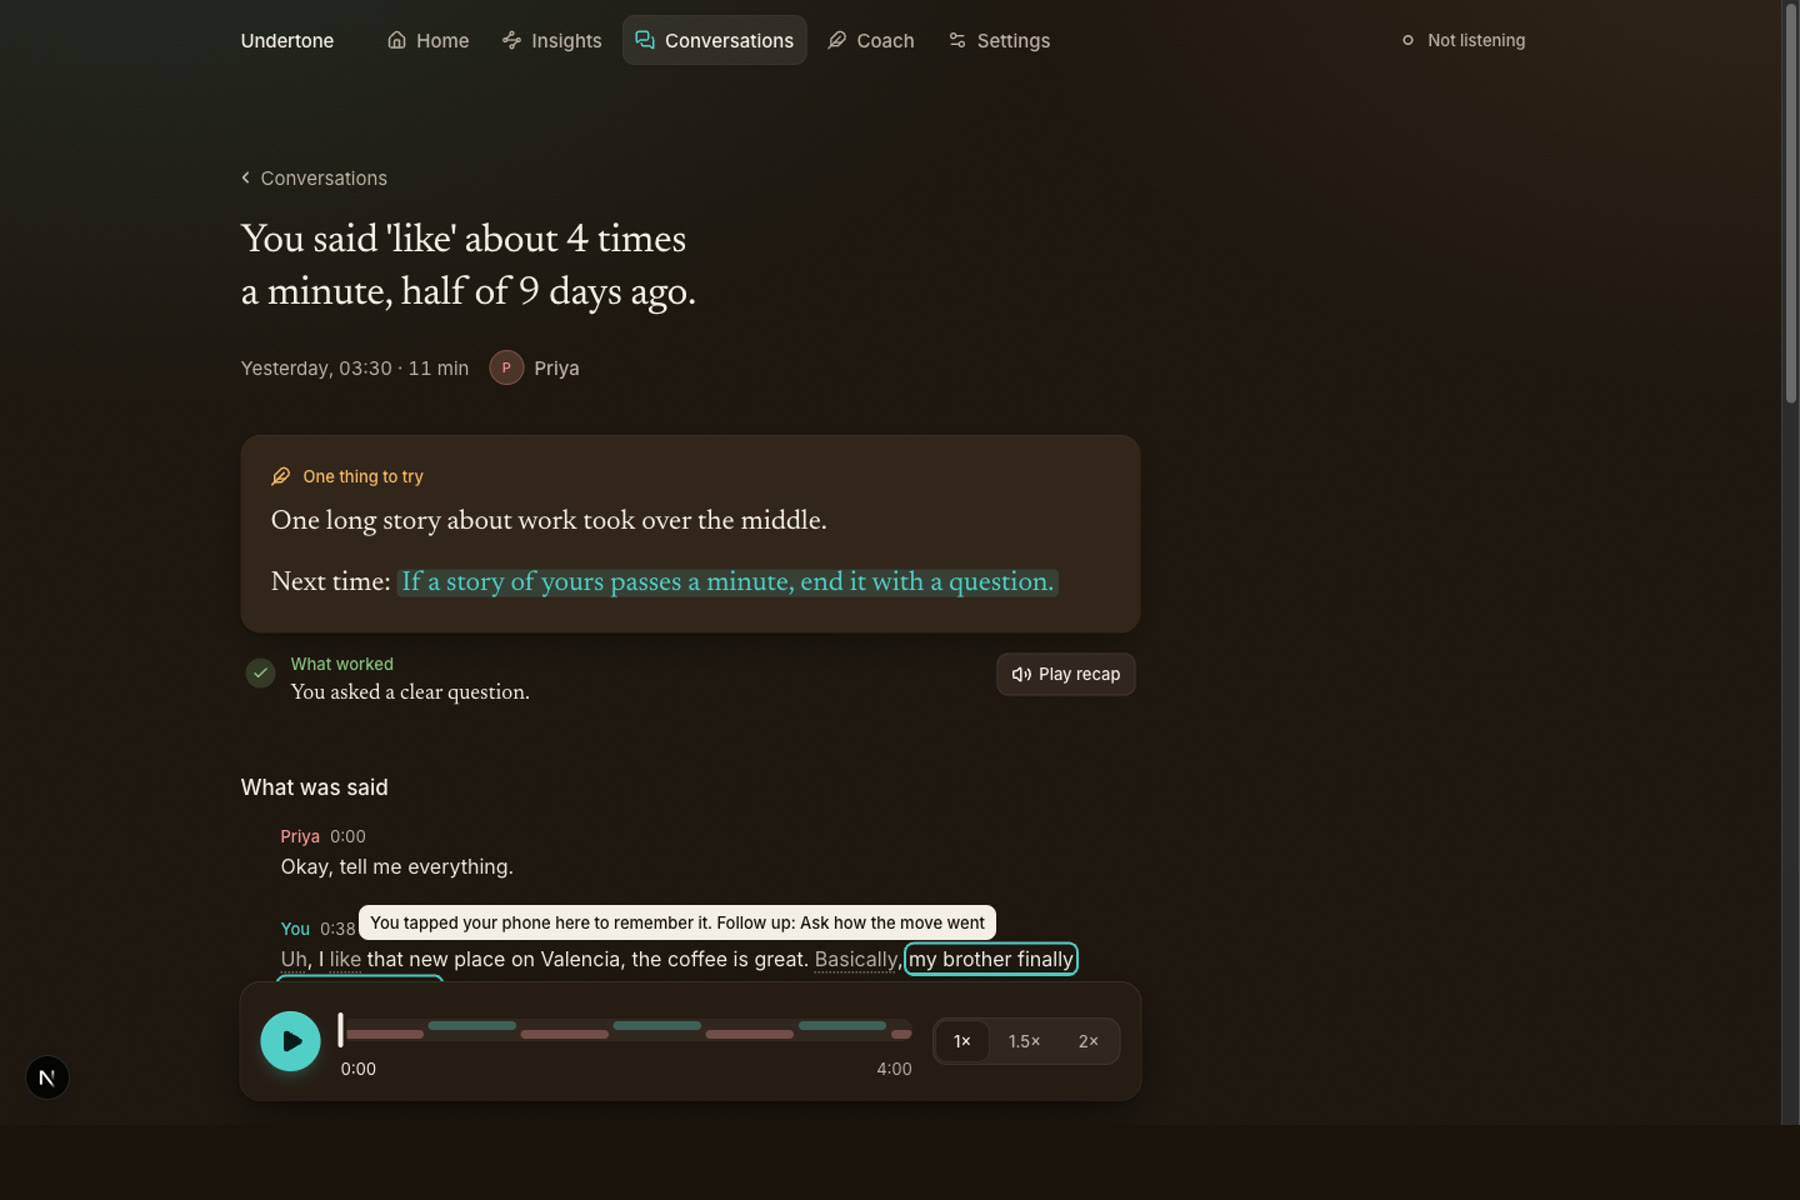 Undertone
Home
Insights
Conversations
Coach
Settings
Not listening
Conversations
You said 'like' about 4 times
a minute, half of 9 days ago.
Yesterday, 03:30 · 11 min
P
Priya
One thing to try
One long story about work took over the middle.
Next time: If a story of yours passes a minute, end it with a question.
What worked
You asked a clear question.
Play recap
What was said
Priya 0:00
Okay, tell me everything.
You 0:38
You tapped your phone here to remember it. Follow up: Ask how the move went
Uh, I like that new place on Valencia, the coffee is great. Basically, my brother finally
0:00
4:00
1×
1.5×
2×
N